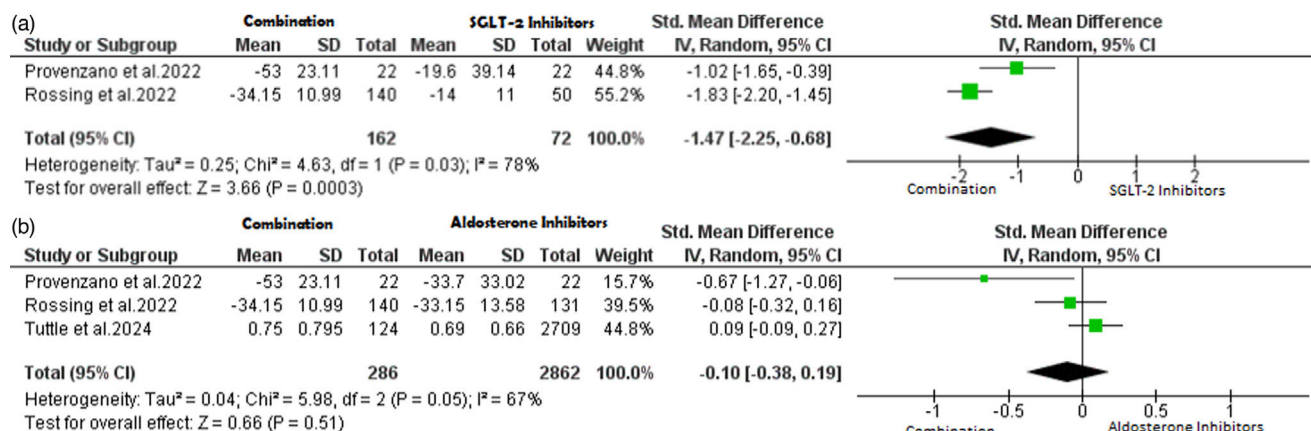 (a) Combination SGLT-2 Inhibitors Std. Mean Difference Std. Mean Difference
Study or Subgroup Mean SD Total Mean SD Total Weight IV, Random, 95% CI IV, Random, 95% CI
Provenzano et al.2022 -53 23.11 22 -19.6 39.14 22 44.8% -1.02 [-1.65, -0.39]
Rossing et al.2022 -34.15 10.99 140 -14 11 50 55.2% -1.83 [-2.20, -1.45]
Total (95% CI) 162 72 100.0% -1.47 [-2.25, -0.68]
Heterogeneity: Tau² = 0.25; Chi² = 4.63, df = 1 (P = 0.03); I² = 78%
Test for overall effect: Z = 3.66 (P = 0.0003)
-2 -1 0 1 2
Combination SGLT-2 Inhibitors
(b) Combination Aldosterone Inhibitors Std. Mean Difference Std. Mean Difference
Study or Subgroup Mean SD Total Mean SD Total Weight IV, Random, 95% CI IV, Random, 95% CI
Provenzano et al.2022 -53 23.11 22 -33.7 33.02 22 15.7% -0.67 [-1.27, -0.06]
Rossing et al.2022 -34.15 10.99 140 -33.15 13.58 131 39.5% -0.08 [-0.32, 0.16]
Tuttle et al.2024 0.75 0.795 124 0.69 0.66 2709 44.8% 0.09 [-0.09, 0.27]
Total (95% CI) 286 2862 100.0% -0.10 [-0.38, 0.19]
Heterogeneity: Tau² = 0.04; Chi² = 5.98, df = 2 (P = 0.05); I² = 67%
Test for overall effect: Z = 0.66 (P = 0.51)
-1 -0.5 0 0.5 1
Combination Aldosterone Inhibitors